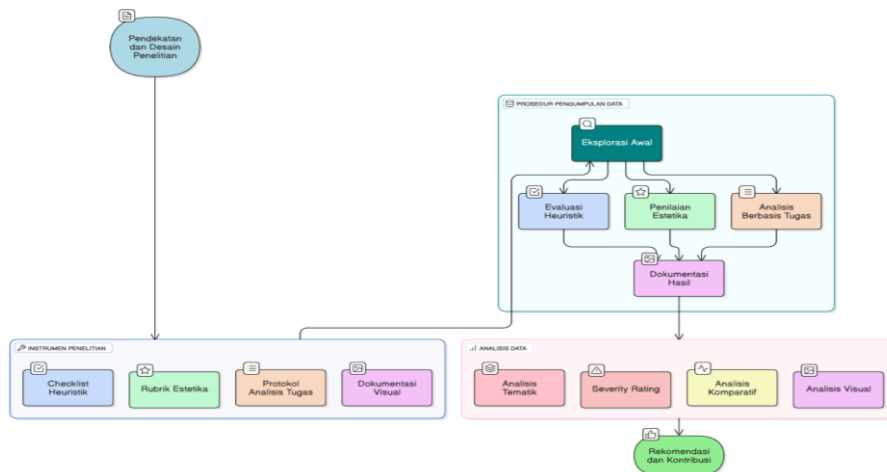 Pendekatan
dan Desain
Penelitian
PROSEDUR PENGUMPULAN DATA
Eksplorasi Awal
Evaluasi
Heuristik
Penilaian
Estetika
Analisis
Berbasis Tugas
Dokumentasi
Hasil
INSTRUMEN PENELITIAN
Checklist
Heuristik
Rubrik Estetika
Protokol
Analisis Tugas
Dokumentasi
Visual
ANALISIS DATA
Analisis
Tematik
Severity Rating
Analisis
Komparatif
Analisis Visual
Rekomendasi
dan Kontribusi